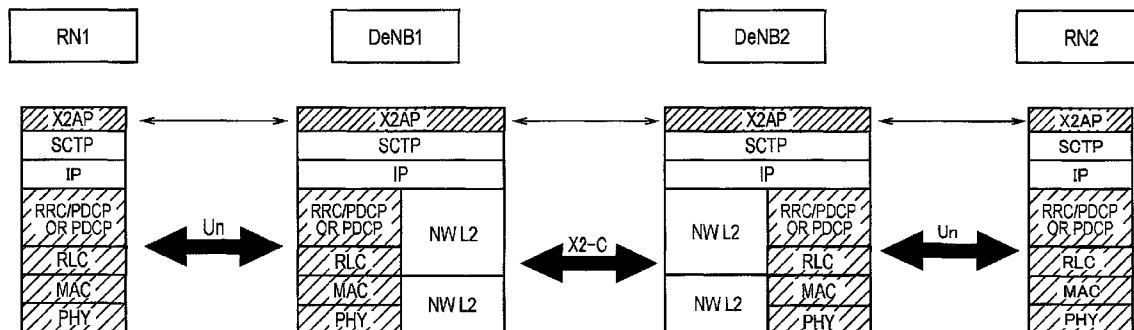 RN1
DeNB1
DeNB2
RN2
X2AP
SCTP
IP
RRC/PDCP
OR PDCP
RLC
MAC
PHY
Un
X2AP
SCTP
IP
RRC/PDCP
OR PDCP
RLC
MAC
PHY
NW L2
NW L2
X2-C
X2AP
SCTP
IP
NW L2
NW L2
RRC/PDCP
OR PDCP
RLC
MAC
PHY
Un
X2AP
SCTP
IP
RRC/PDCP
OR PDCP
RLC
MAC
PHY